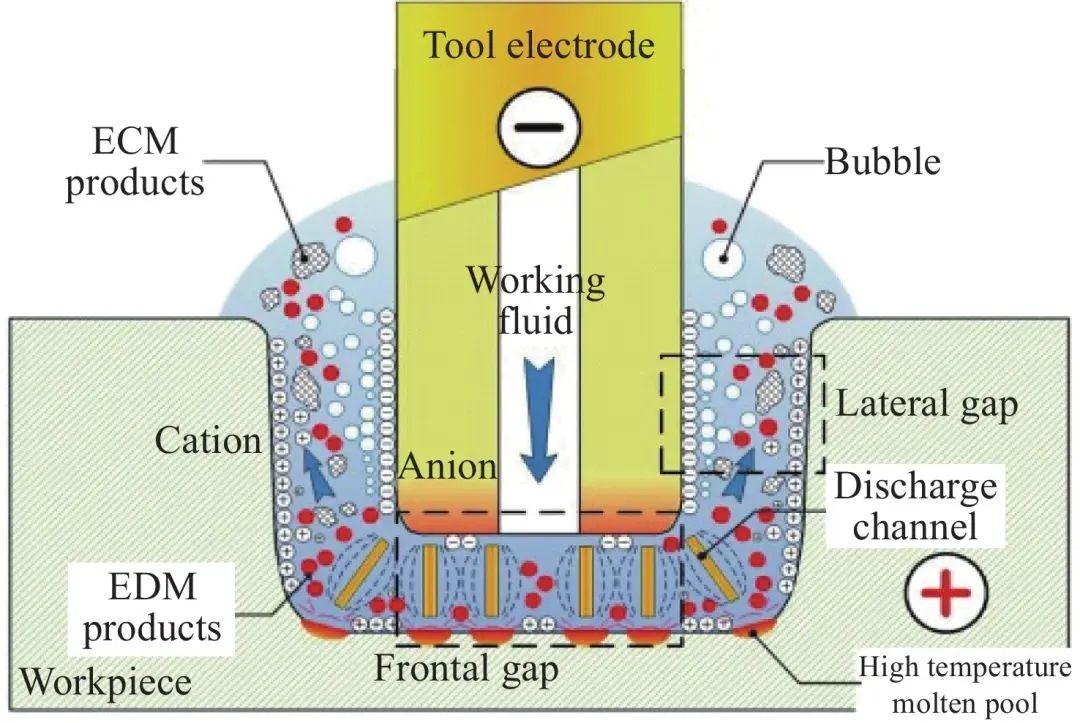 Tool electrode
ECM
products
Bubble
Working
fluid
Lateral gap
Cation
Anion
Discharge
channel
EDM
products
Frontal gap
Workpiece
High temperature
molten pool